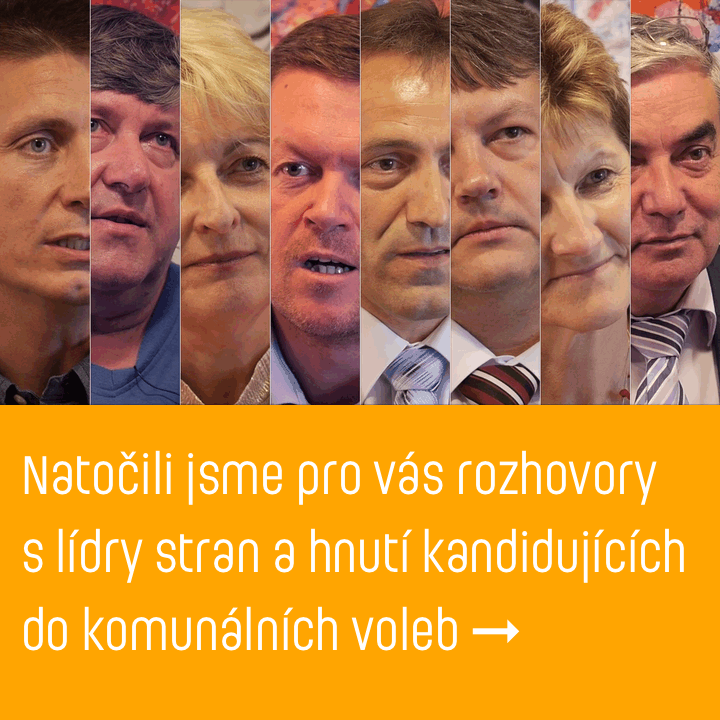 Natočili jsme pro vás rozhovory
s lídry stran a hnutí kandidujících
do komunálních voleb →